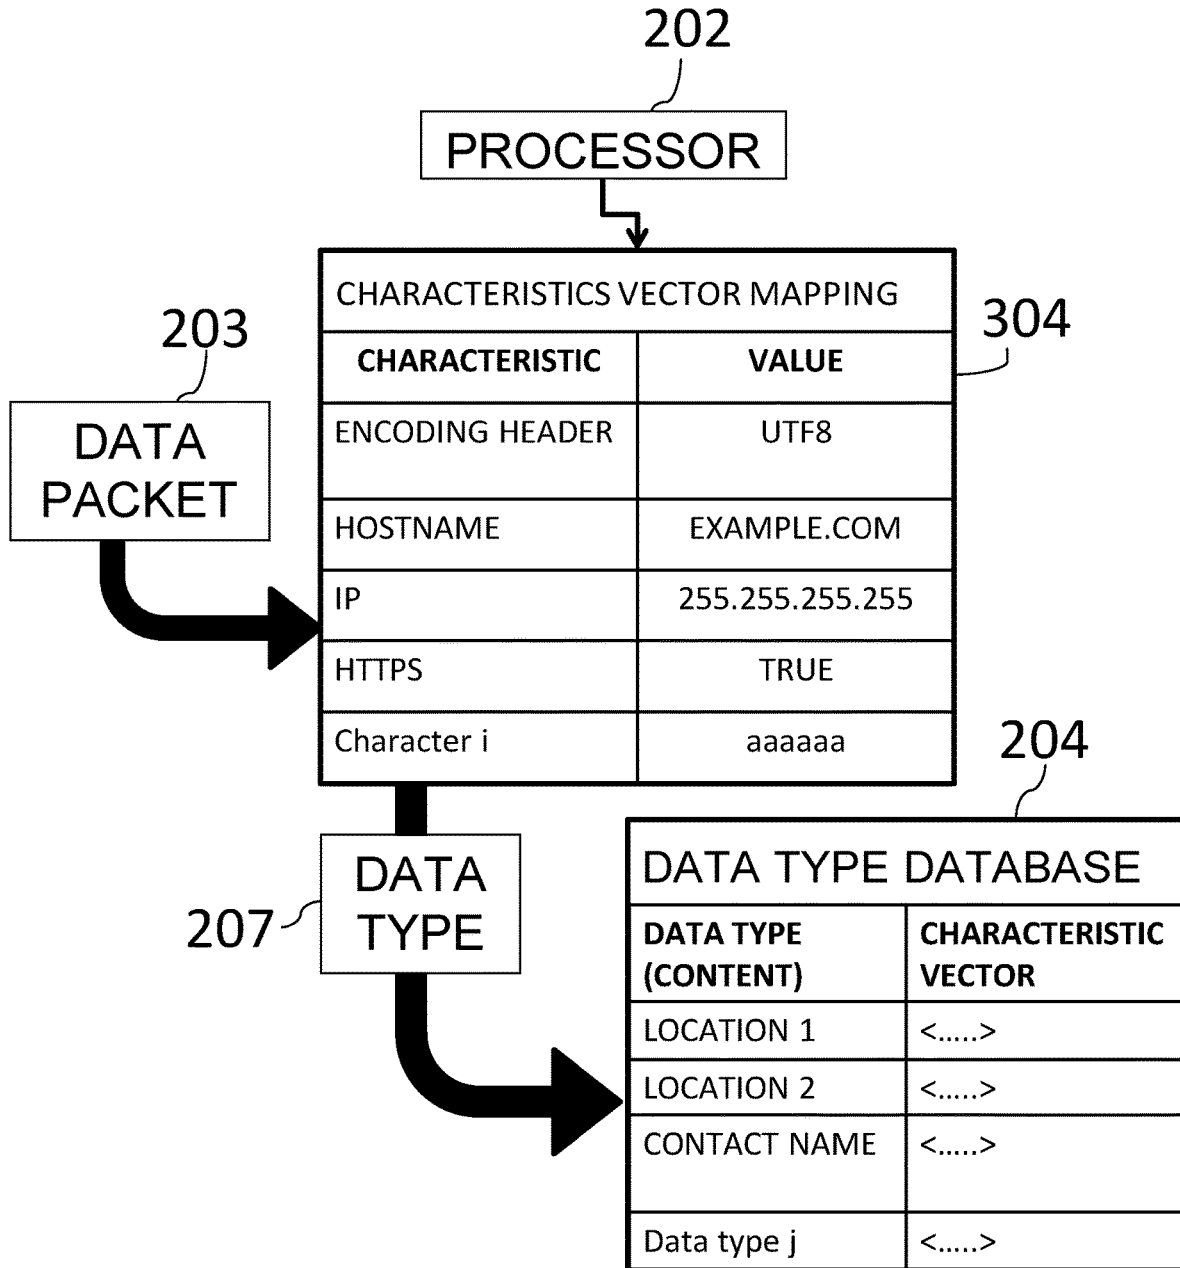 202
PROCESSOR
CHARACTERISTICS VECTOR MAPPING
304
203
CHARACTERISTIC VALUE
DATA
PACKET
ENCODING HEADER UTF8
HOSTNAME EXAMPLE.COM
IP 255.255.255.255
HTTPS TRUE
Character i aaaaaa
204
DATA
TYPE
207
DATA TYPE DATABASE
DATA TYPE
(CONTENT)
CHARACTERISTIC
VECTOR
LOCATION 1 <.....>
LOCATION 2 <.....>
CONTACT NAME <.....>
Data type j <.....>